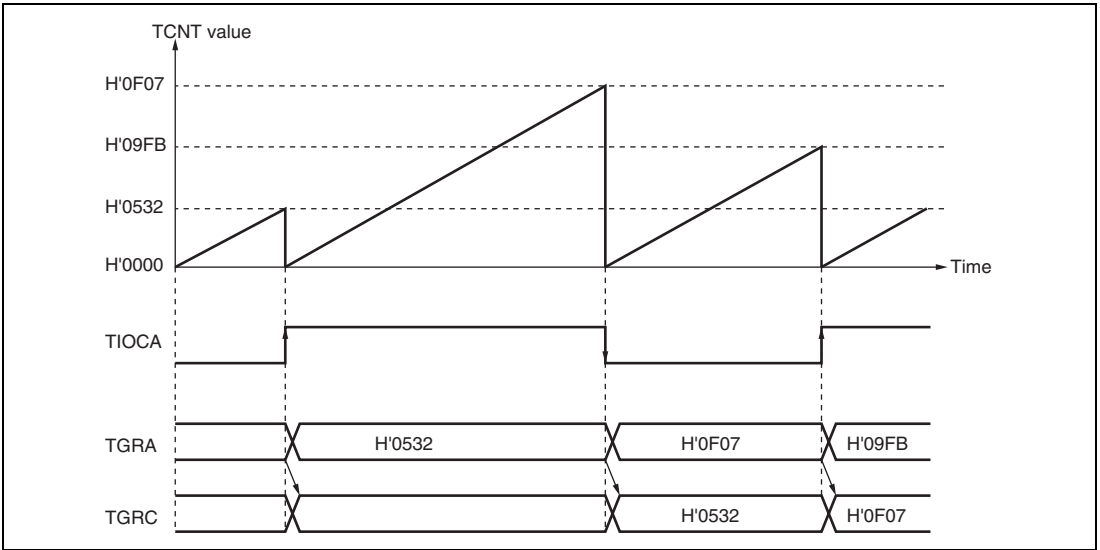 TCNT value
H'0F07
H'09FB
H'0532
H'0000
Time
TIOCA
TGRA H'0532 H'0F07 H'09FB
TGRC H'0532 H'0F07